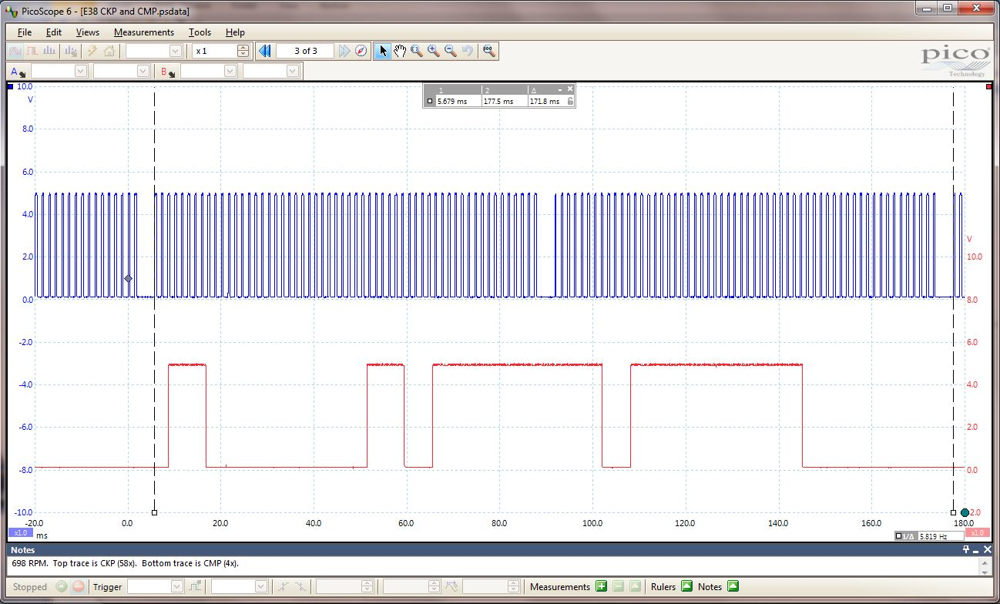 PicoScope 6 - [E38 CKP and CMP.psdata]
File Edit Views Measurements Tools Help
x 1 3 of 3
pico
Technology
A B
1 2 Δ
5.679 ms 177.5 ms 171.8 ms
10.0
V
8.0
6.0
4.0
2.0
0.0
-2.0
-4.0
-6.0
-8.0
-10.0
V
10.0
8.0
6.0
4.0
2.0
0.0
-2.0
-20.0 0.0 20.0 40.0 60.0 80.0 100.0 120.0 140.0 160.0 180.0
x1.0 ms 1/Δ 5.819 Hz x1.0
Notes
698 RPM. Top trace is CKP (58x). Bottom trace is CMP (4x).
Stopped Trigger Measurements Rulers Notes